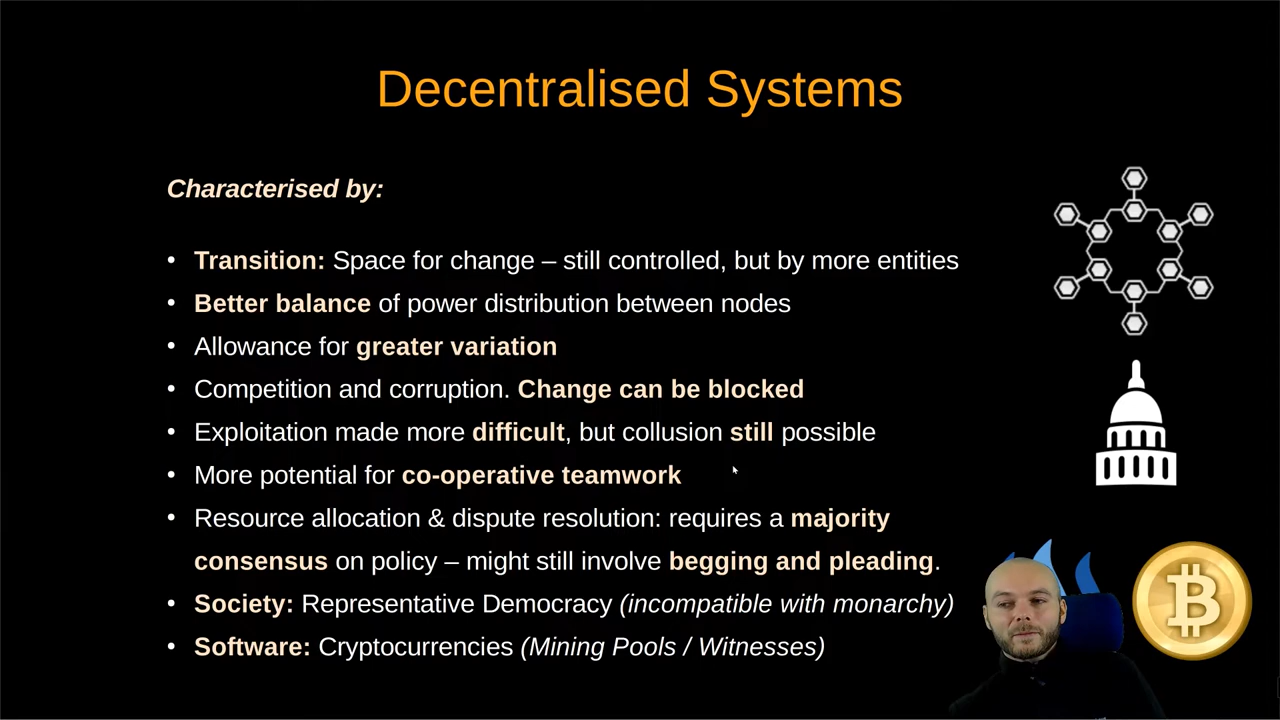 Decentralised Systems
Characterised by:
• Transition: Space for change – still controlled, but by more entities
• Better balance of power distribution between nodes
• Allowance for greater variation
• Competition and corruption. Change can be blocked
• Exploitation made more difficult, but collusion still possible
• More potential for co-operative teamwork
• Resource allocation & dispute resolution: requires a majority
consensus on policy – might still involve begging and pleading.
• Society: Representative Democracy (incompatible with monarchy)
• Software: Cryptocurrencies (Mining Pools / Witnesses)